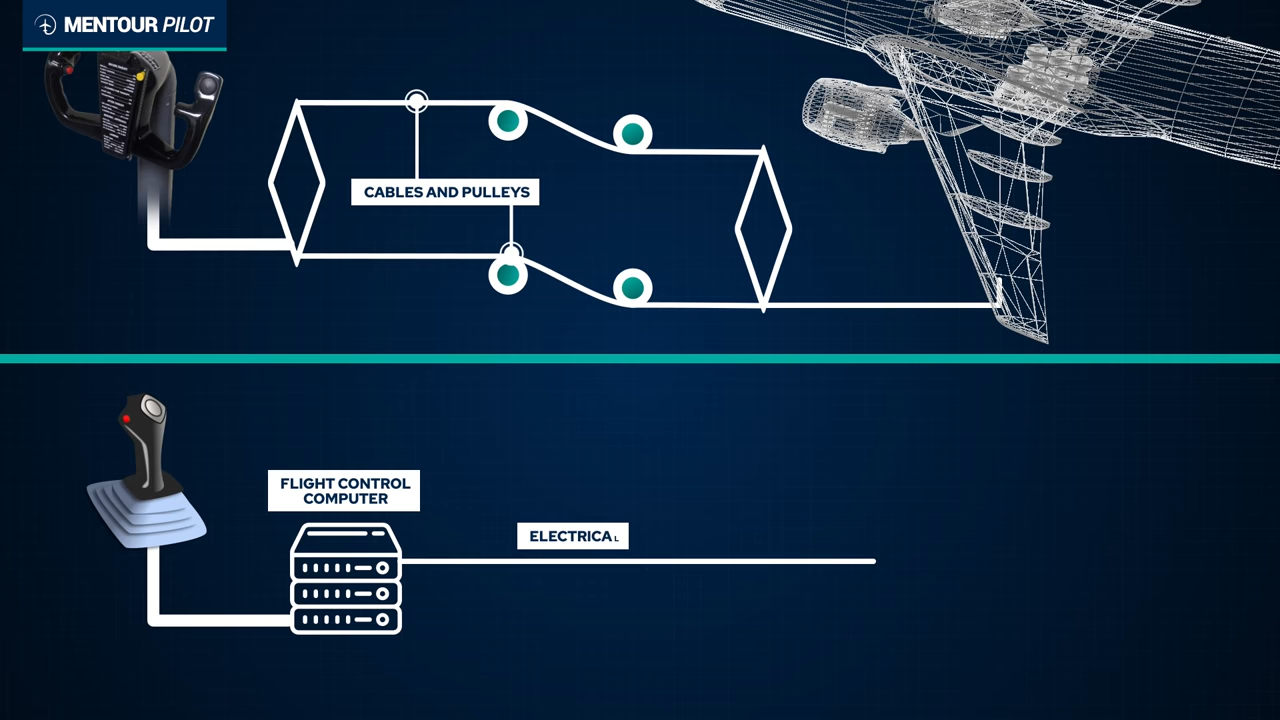 MENTOUR PILOT
CABLES AND PULLEYS
FLIGHT CONTROL
COMPUTER
ELECTRICAL